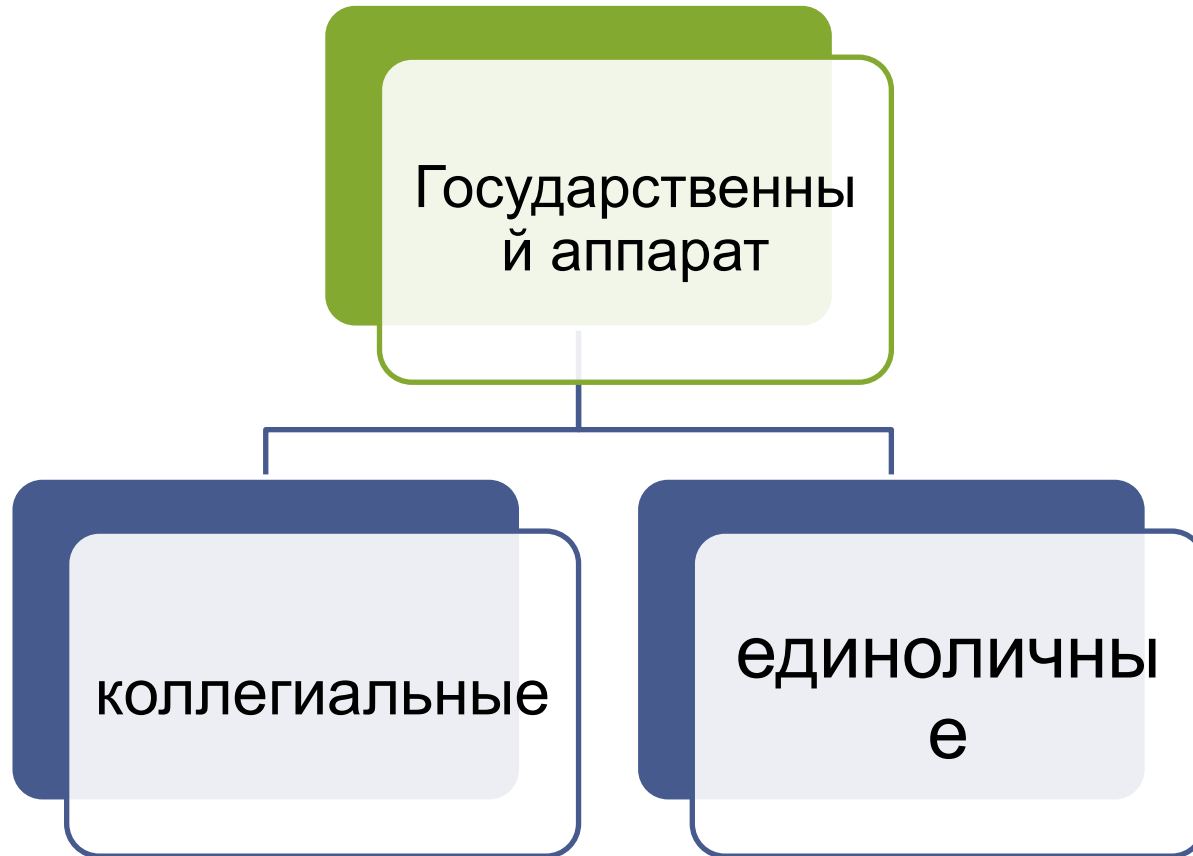 Государственны
й аппарат
коллегиальные
единоличны
е